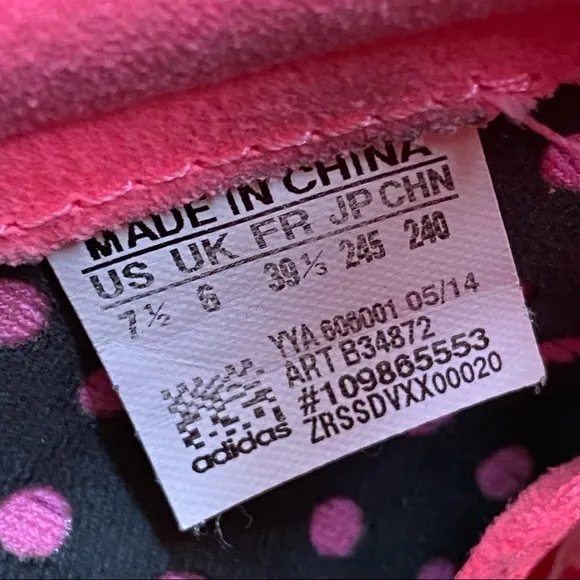 MADE IN CHINA
US UK FR JP CHN
7½ 6 39⅓ 245 240
YYA 606001 05/14
ART B34872
#109865553
ZRSSDVXX00020
adidas